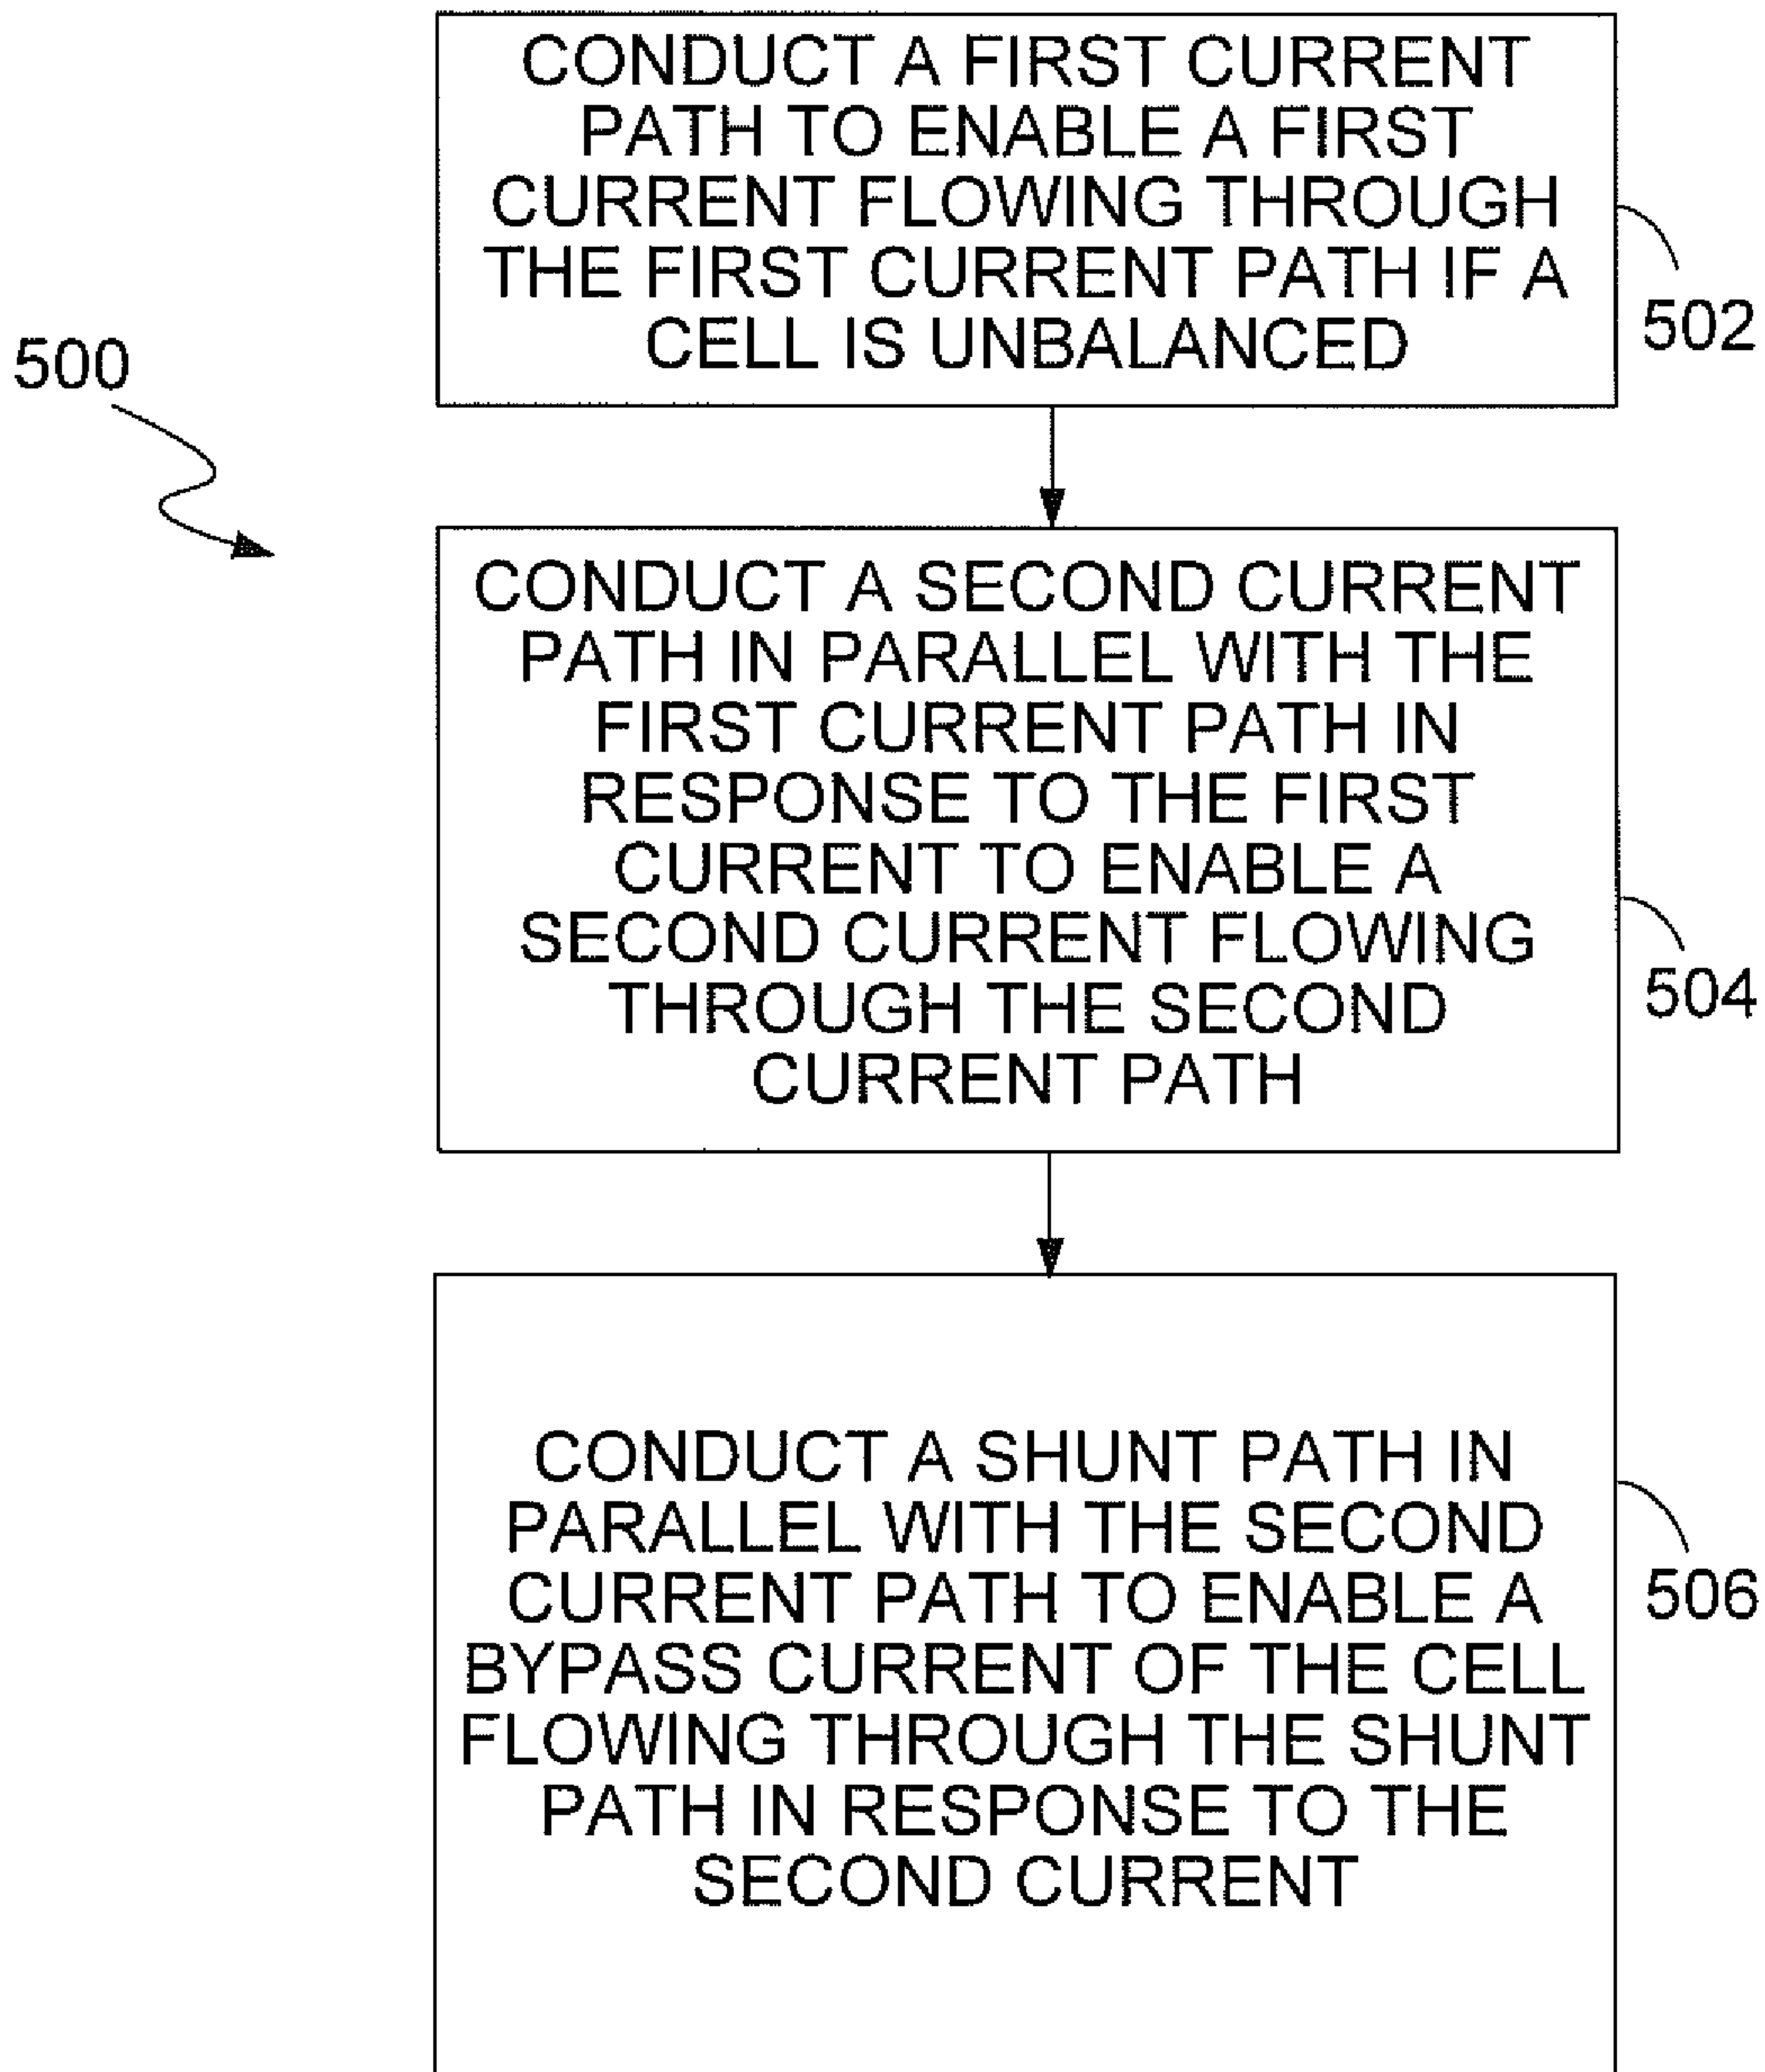 CONDUCT A FIRST CURRENT
PATH TO ENABLE A FIRST
CURRENT FLOWING THROUGH
THE FIRST CURRENT PATH IF A
CELL IS UNBALANCED
502
500
CONDUCT A SECOND CURRENT
PATH IN PARALLEL WITH THE
FIRST CURRENT PATH IN
RESPONSE TO THE FIRST
CURRENT TO ENABLE A
SECOND CURRENT FLOWING
THROUGH THE SECOND
CURRENT PATH
504
CONDUCT A SHUNT PATH IN
PARALLEL WITH THE SECOND
CURRENT PATH TO ENABLE A
BYPASS CURRENT OF THE CELL
FLOWING THROUGH THE SHUNT
PATH IN RESPONSE TO THE
SECOND CURRENT
506